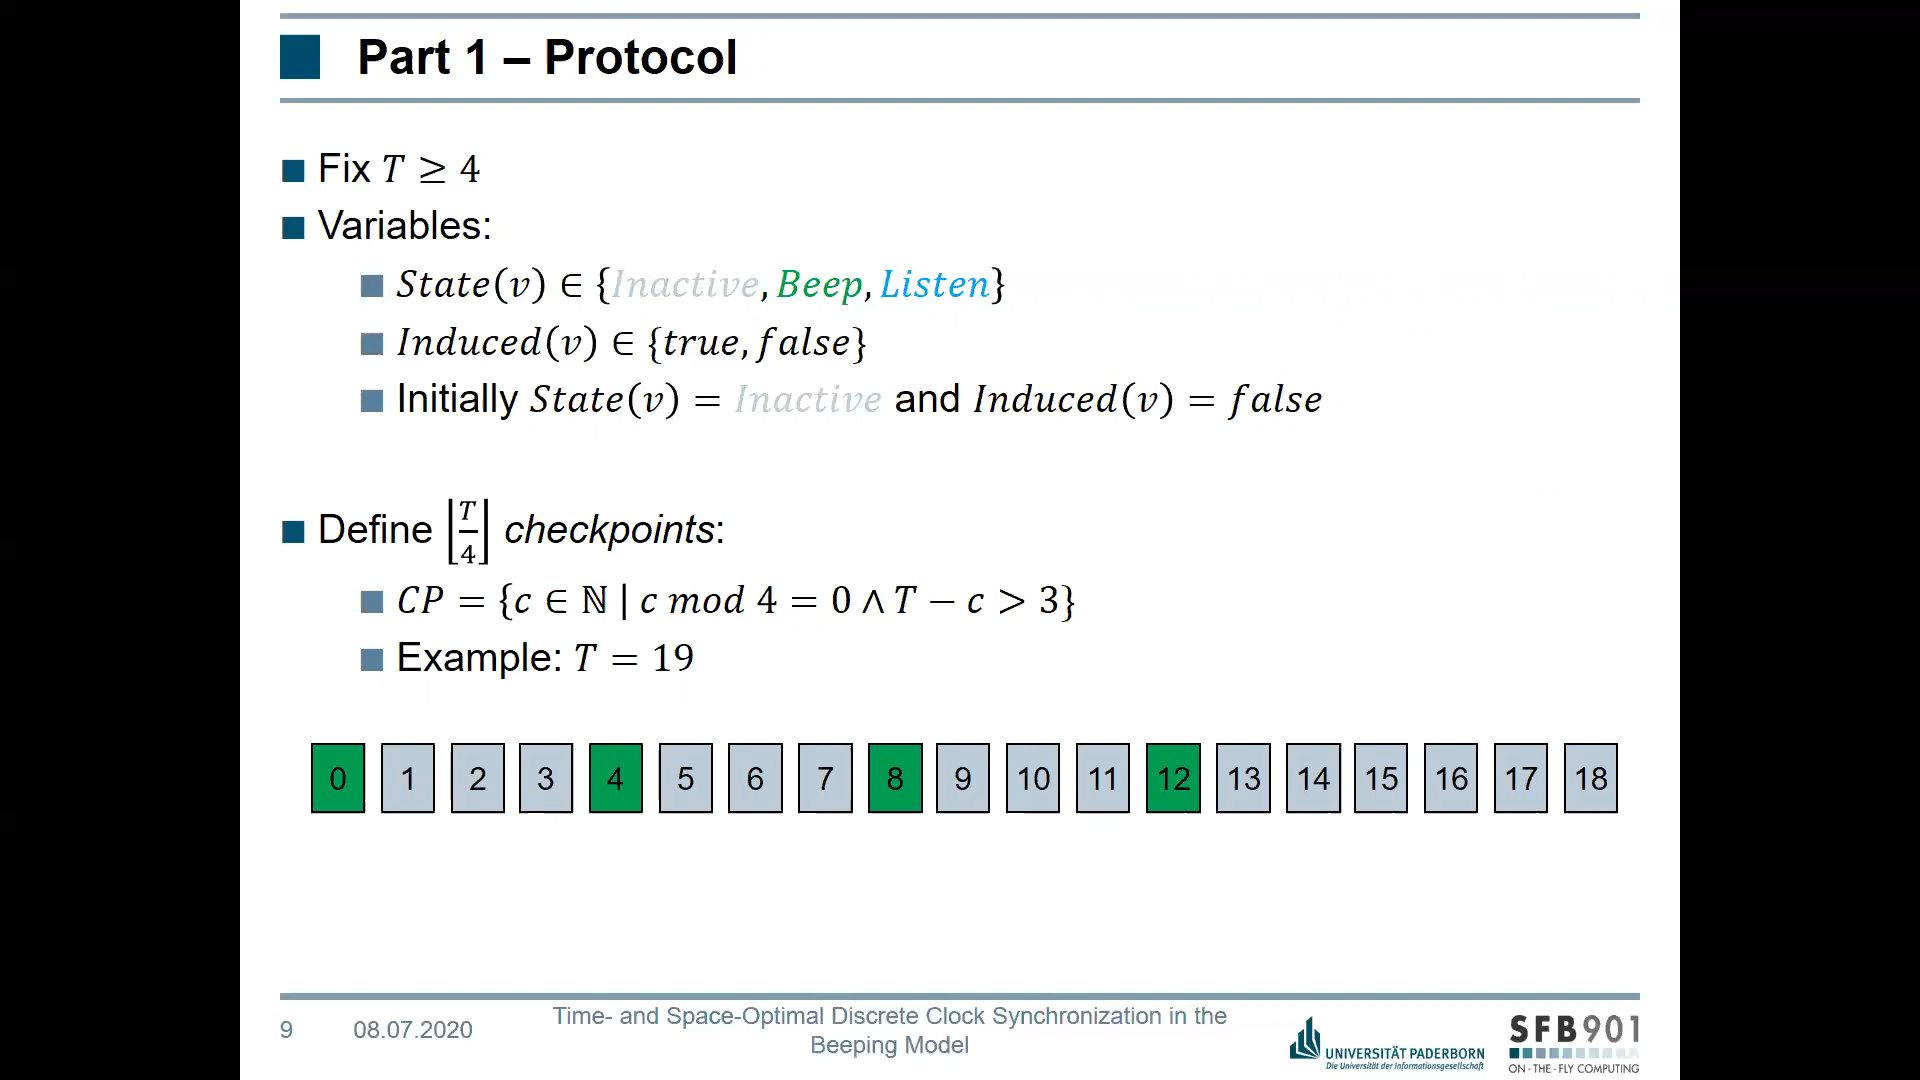 Part 1 – Protocol
Fix T ≥ 4
Variables:
State(v) ∈ {Inactive, Beep, Listen}
Induced(v) ∈ {true, false}
Initially State(v) = Inactive and Induced(v) = false
Define ⌊T/4⌋ checkpoints:
CP = {c ∈ ℕ | c mod 4 = 0 ∧ T − c > 3}
Example: T = 19
0 1 2 3 4 5 6 7 8 9 10 11 12 13 14 15 16 17 18
9 08.07.2020
Time- and Space-Optimal Discrete Clock Synchronization in the
Beeping Model
UNIVERSITÄT PADERBORN
Die Universität der Informationsgesellschaft
SFB901
ON-THE-FLY COMPUTING